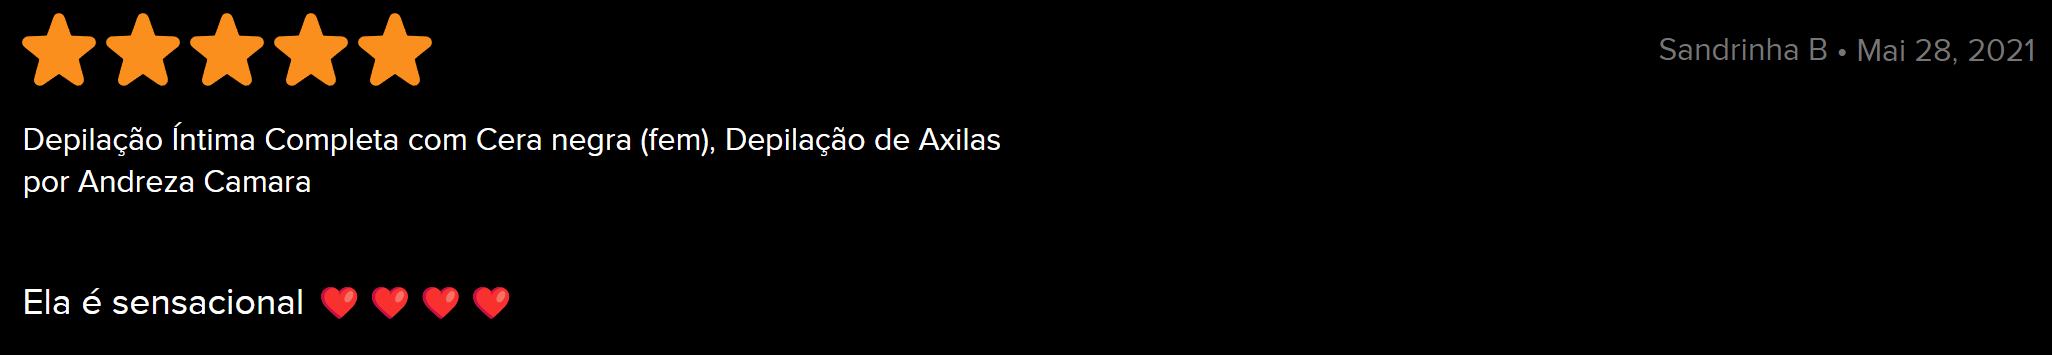 Sandrinha B • Mai 28, 2021
Depilação Íntima Completa com Cera negra (fem), Depilação de Axilas
por Andreza Camara
Ela é sensacional ❤️ ❤️ ❤️ ❤️